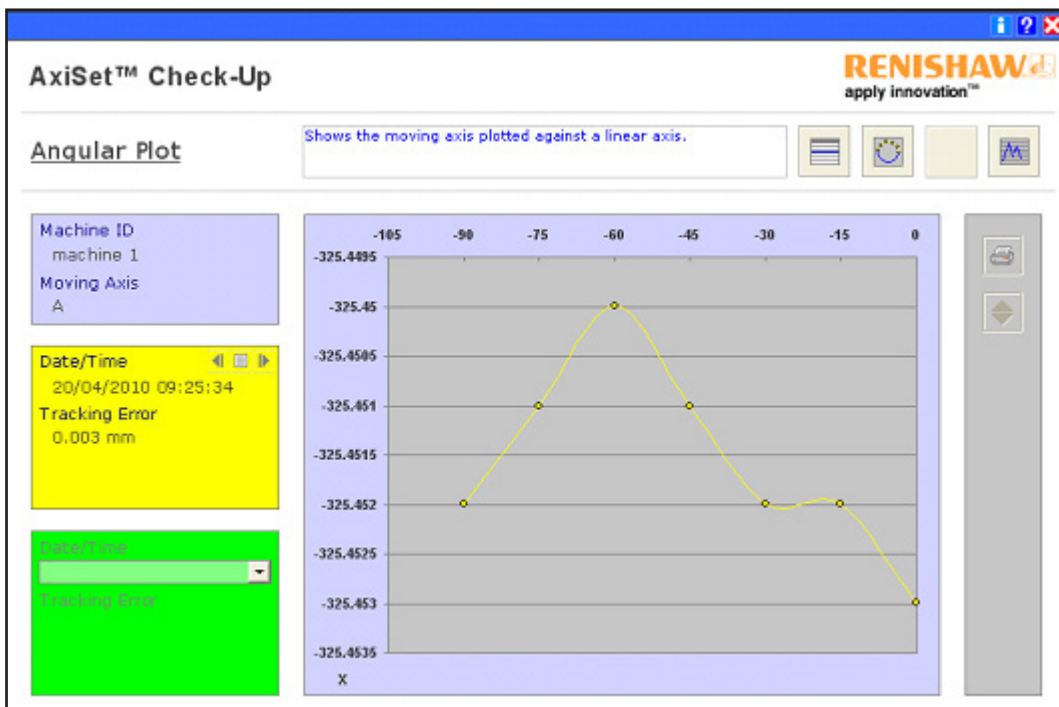 AxiSet™ Check-Up
RENISHAW
apply innovation™
Angular Plot
Shows the moving axis plotted against a linear axis.
Machine ID
machine 1
Moving Axis
A
Date/Time
20/04/2010 09:25:34
Tracking Error
0.003 mm
Date/Time
Tracking Error
-105 -90 -75 -60 -45 -30 -15 0
-325.4495
-325.45
-325.4505
-325.451
-325.4515
-325.452
-325.4525
-325.453
-325.4535
X